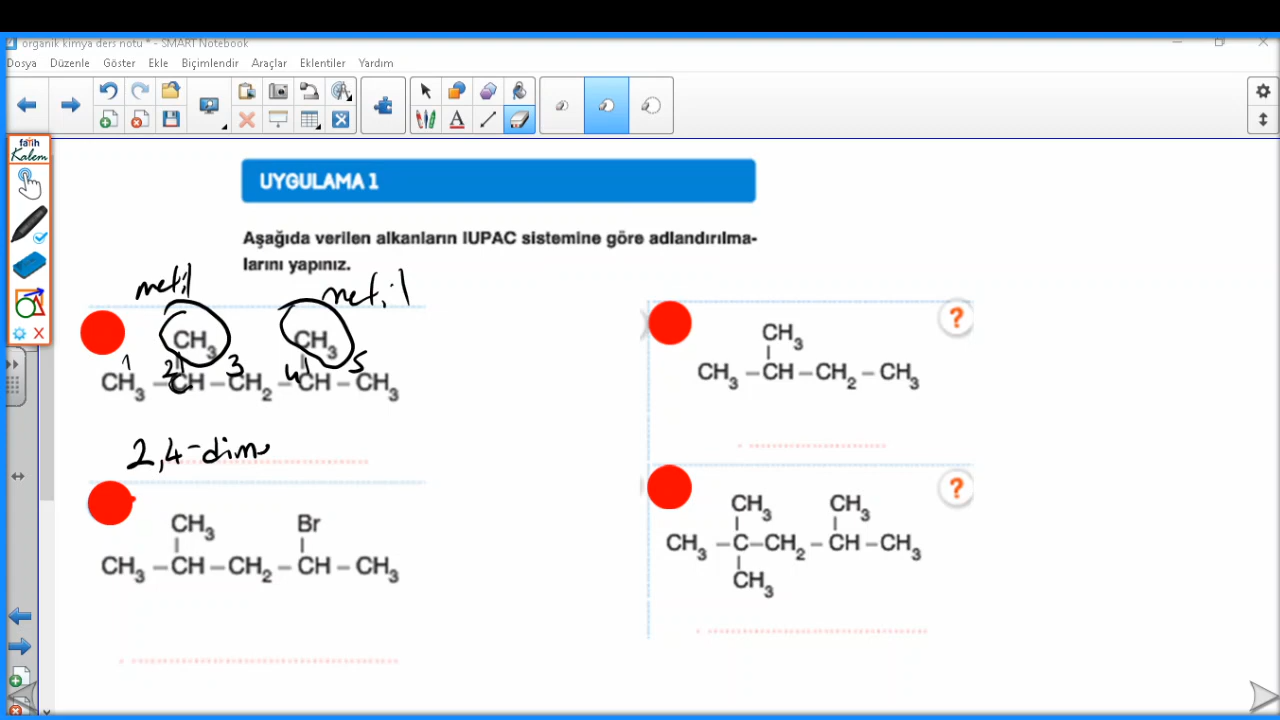 organik kimya ders notu * - SMART Notebook
Dosya Düzenle Göster Ekle Biçimlendir Araçlar Eklentiler Yardım
fatih
Kalem
UYGULAMA 1
Aşağıda verilen alkanların IUPAC sistemine göre adlandırılma-
larını yapınız.
metil metil
CH3 CH3
1 2 3 4 5
CH3 – CH – CH2 – CH – CH3
2,4-dime
CH3 Br
CH3 – CH – CH2 – CH – CH3
?
CH3
CH3 – CH – CH2 – CH3
?
CH3 CH3
CH3 – C – CH2 – CH – CH3
CH3